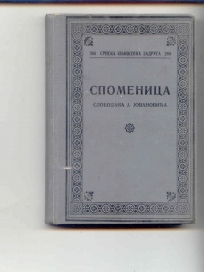 СРПСКА КЊИЖЕВНА ЗАДРУГА
СПОМЕНИЦА
СЛОБОДАНА Ј. ЈОВАНОВИЋА